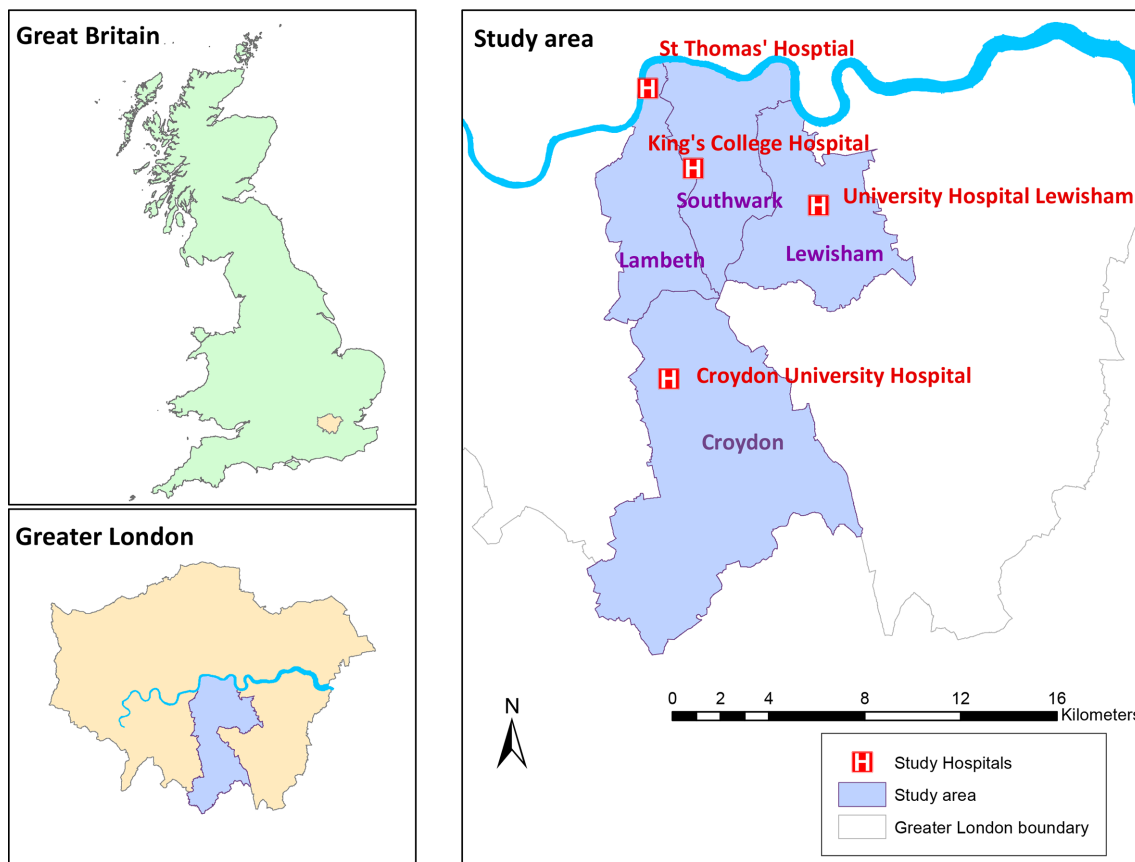 Great Britain
Greater London
Study area
St Thomas' Hosptial
H
King's College Hospital
H
Southwark
University Hospital Lewisham
H
Lambeth
Lewisham
Croydon University Hospital
H
Croydon
N
0 2 4 8 12 16
Kilometers
H Study Hospitals
Study area
Greater London boundary